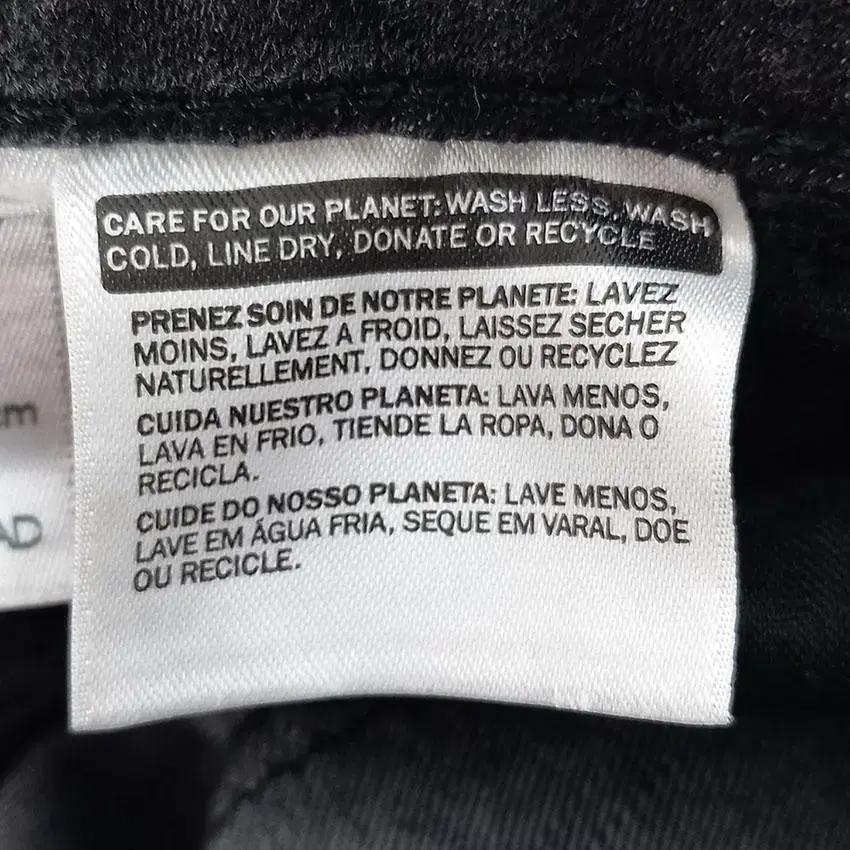 CARE FOR OUR PLANET: WASH LESS, WASH
COLD, LINE DRY, DONATE OR RECYCLE
PRENEZ SOIN DE NOTRE PLANETE: LAVEZ
MOINS, LAVEZ A FROID, LAISSEZ SECHER
NATURELLEMENT, DONNEZ OU RECYCLEZ
CUIDA NUESTRO PLANETA: LAVA MENOS,
LAVA EN FRIO, TIENDE LA ROPA, DONA O
RECICLA.
CUIDE DO NOSSO PLANETA: LAVE MENOS,
LAVE EM ÁGUA FRIA, SEQUE EM VARAL, DOE
OU RECICLE.